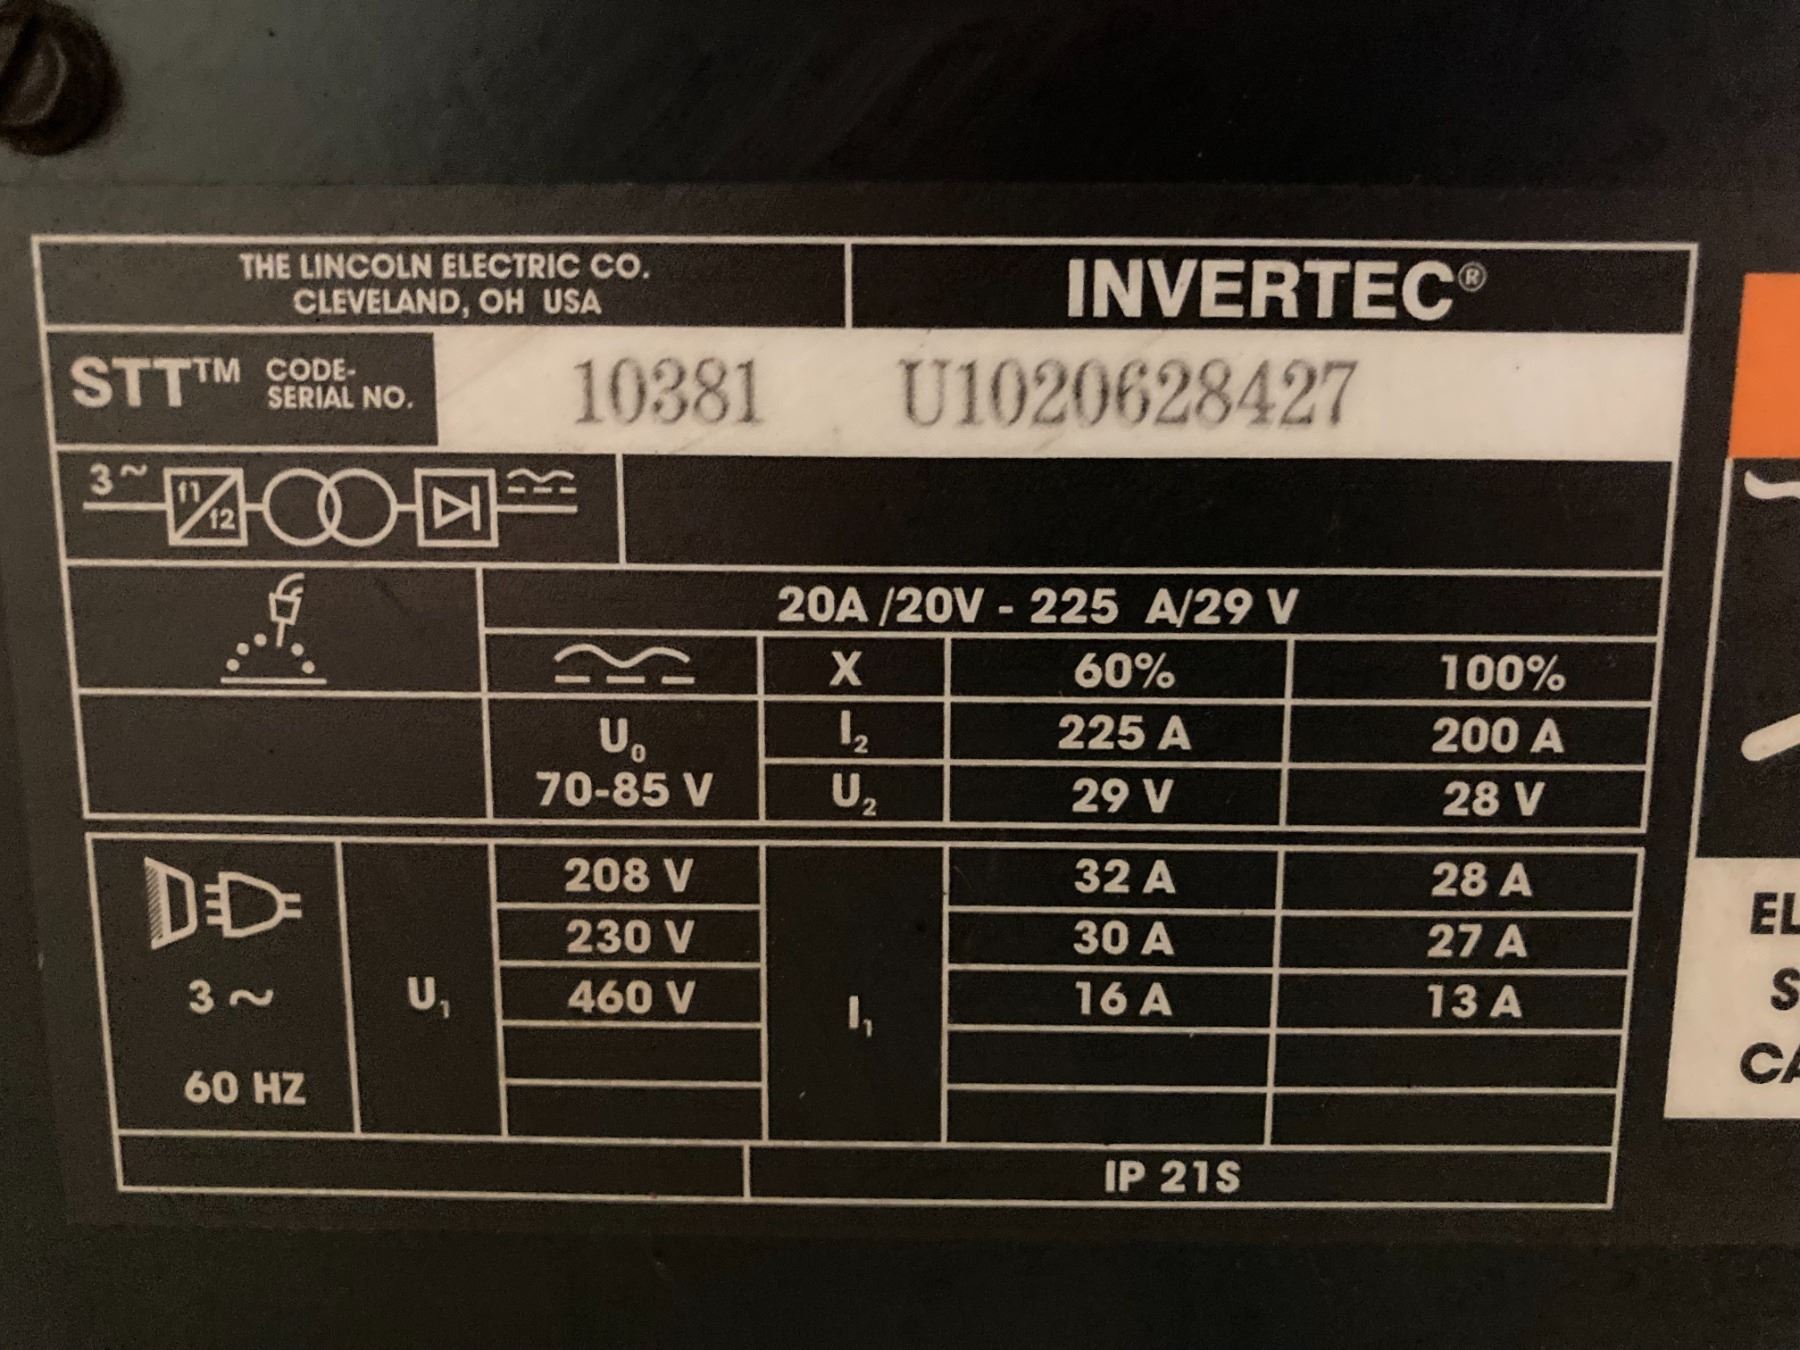 THE LINCOLN ELECTRIC CO.
CLEVELAND, OH USA
INVERTEC®
STT™ CODE-
SERIAL NO.
10381 U1020628427
3~
f1
f2
20A /20V - 225 A/29 V
X 60% 100%
U₀
70-85 V
I₂ 225 A 200 A
U₂ 29 V 28 V
3 ~
60 HZ
U₁
208 V
230 V
460 V
I₁
32 A 28 A
30 A 27 A
16 A 13 A
IP 21S
EL
S
CA